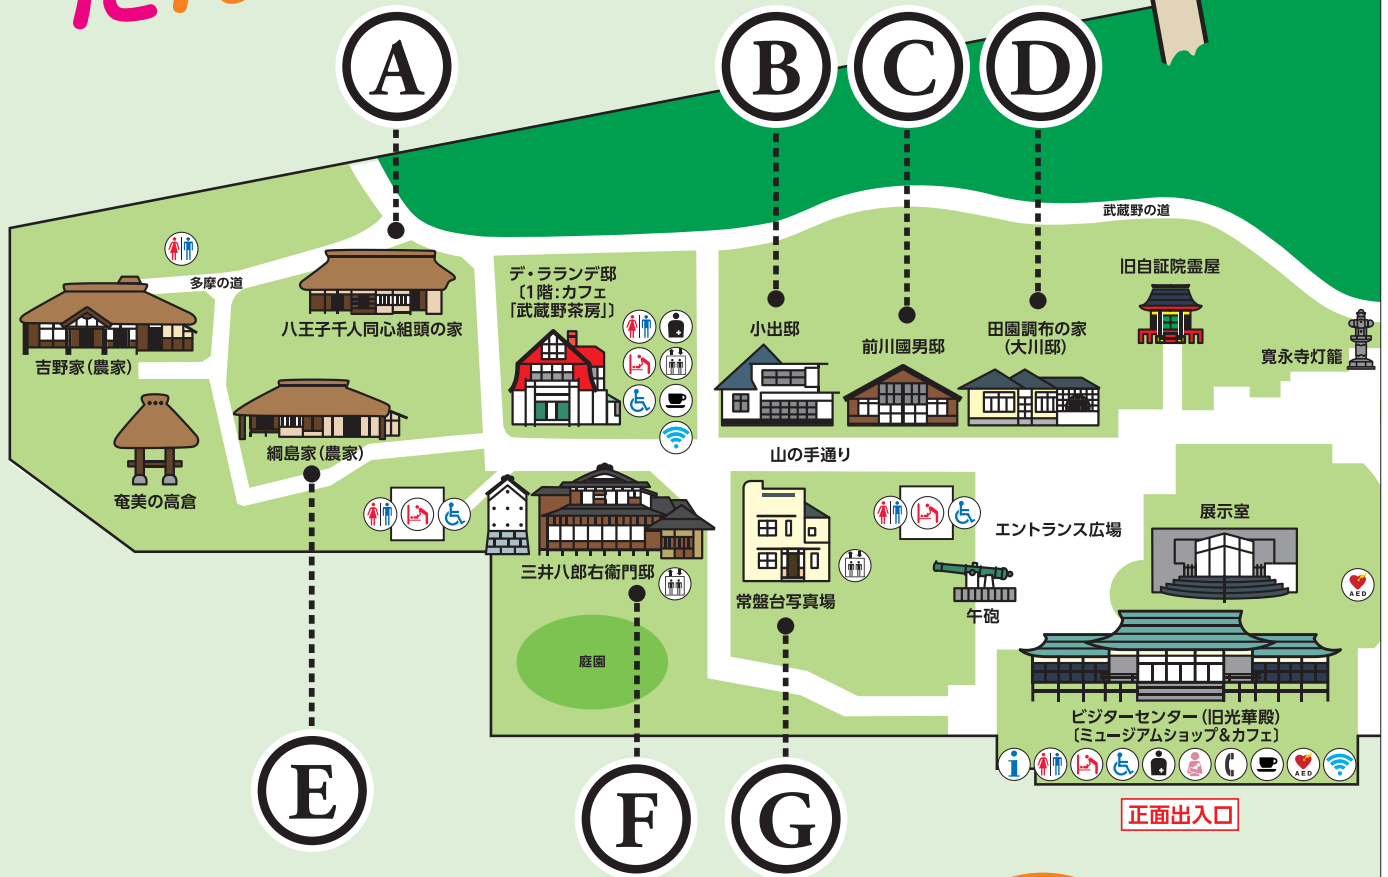 A
B
C
D
武蔵野の道
多摩の道
八王子千人同心組頭の家
吉野家(農家)
奄美の高倉
綱島家(農家)
デ・ラランデ邸
〔1階:カフェ
「武蔵野茶房」〕
小出邸
前川國男邸
田園調布の家
(大川邸)
旧自証院霊屋
寛永寺灯籠
山の手通り
三井八郎右衞門邸
庭園
常盤台写真場
エントランス広場
午砲
展示室
AED
ビジターセンター(旧光華殿)
〔ミュージアムショップ&カフェ〕
i
AED
正面出入口
E
F
G